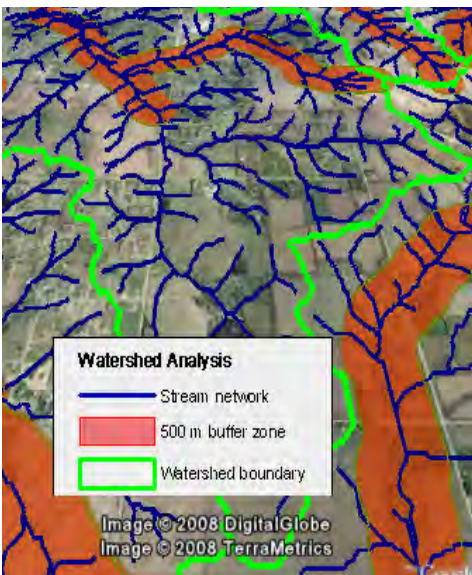 Watershed Analysis
Stream network
500 m buffer zone
Watershed boundary
Image © 2008 DigitalGlobe
Image © 2008 TerraMetrics